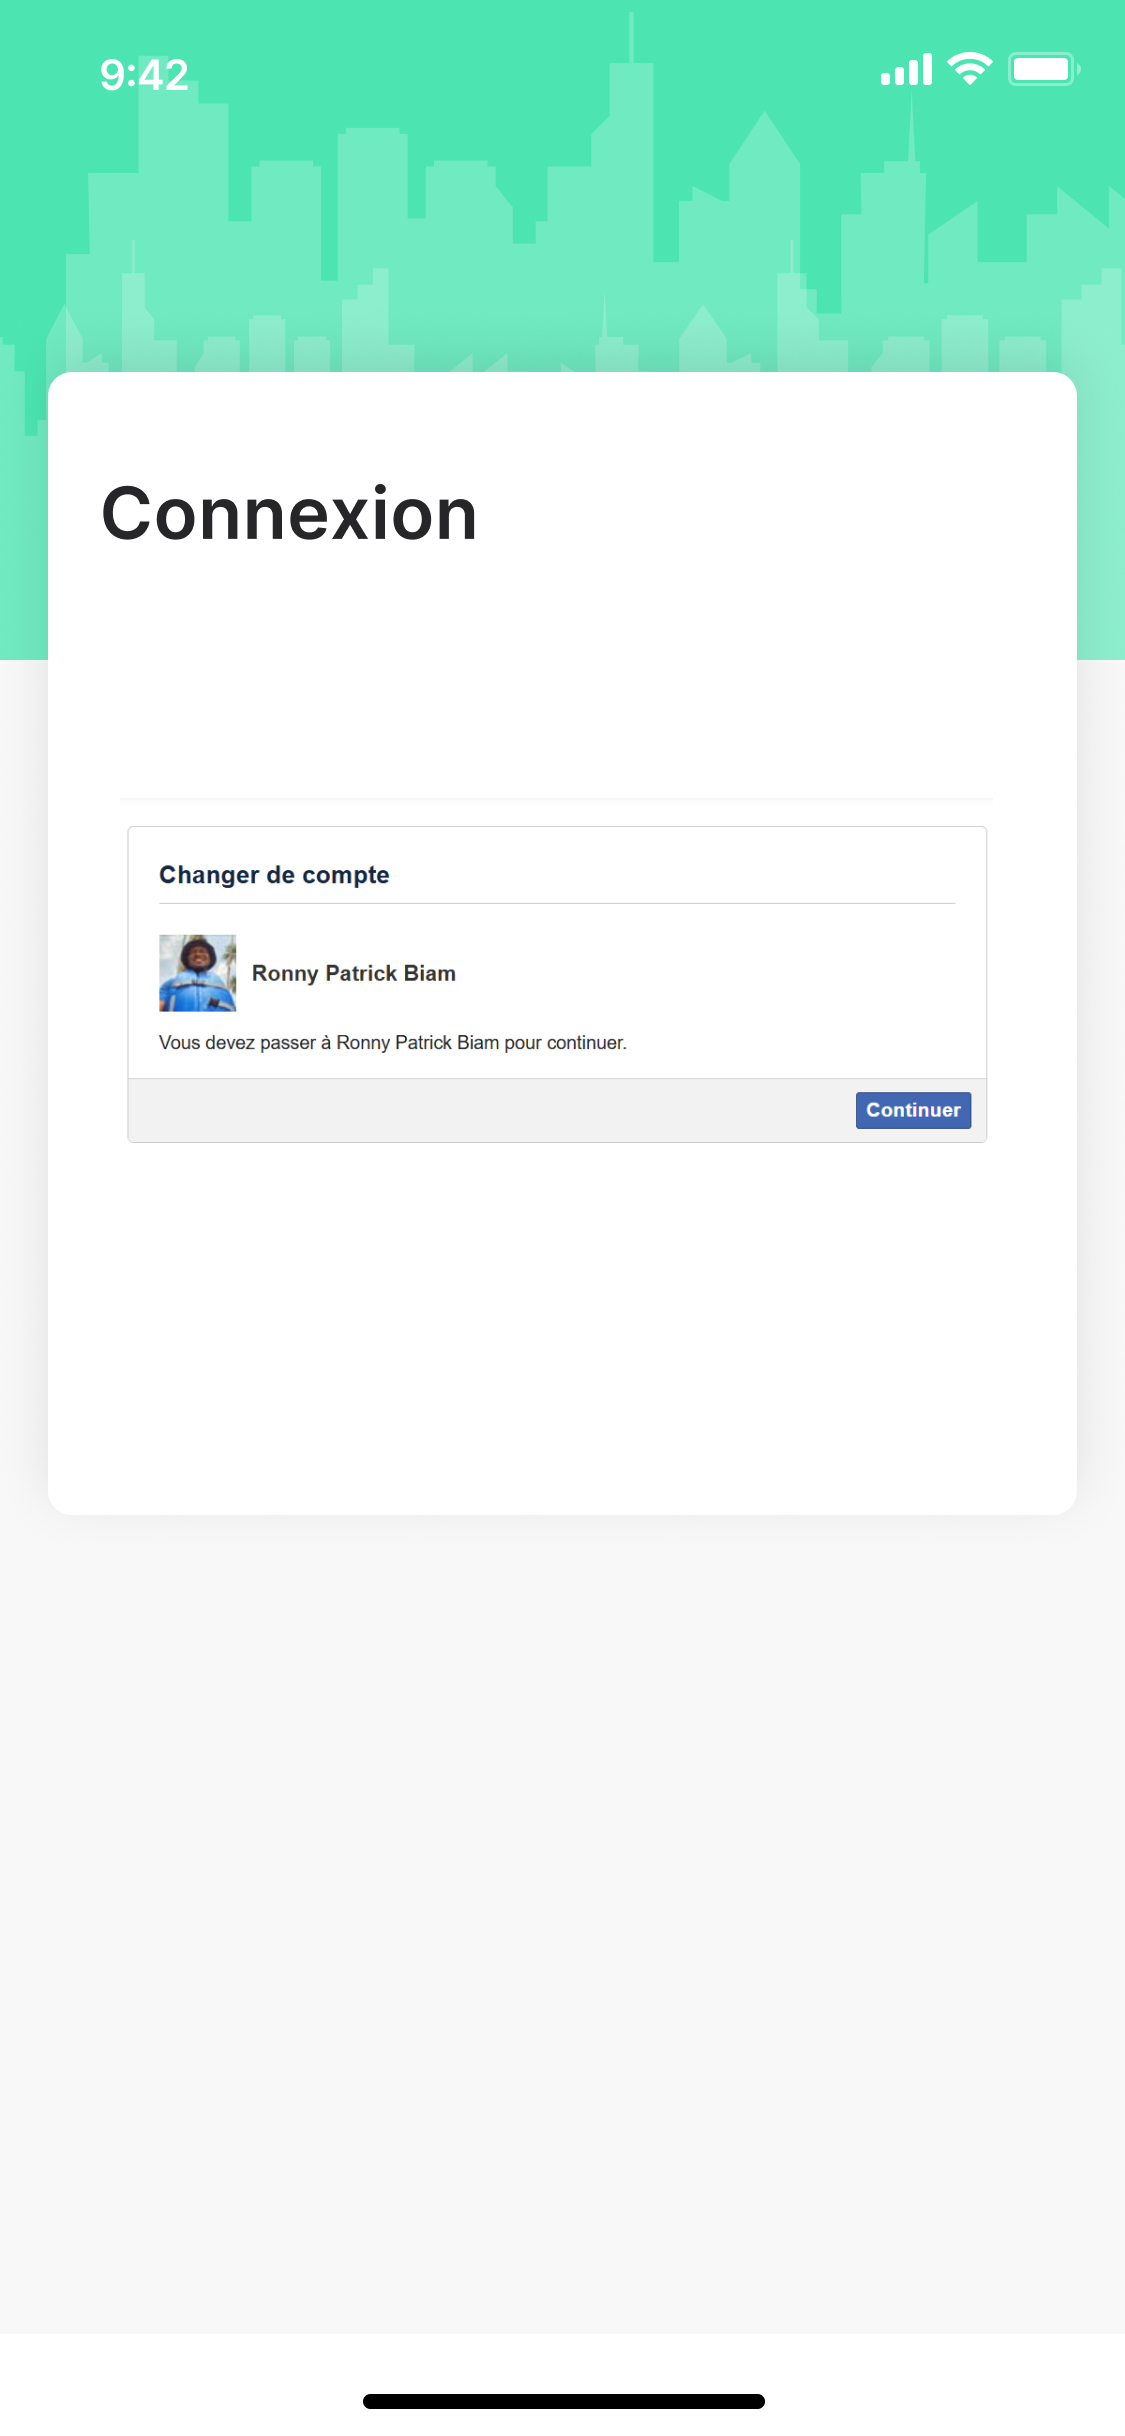 9:42
Connexion
Changer de compte
Ronny Patrick Biam
Vous devez passer à Ronny Patrick Biam pour continuer.
Continuer